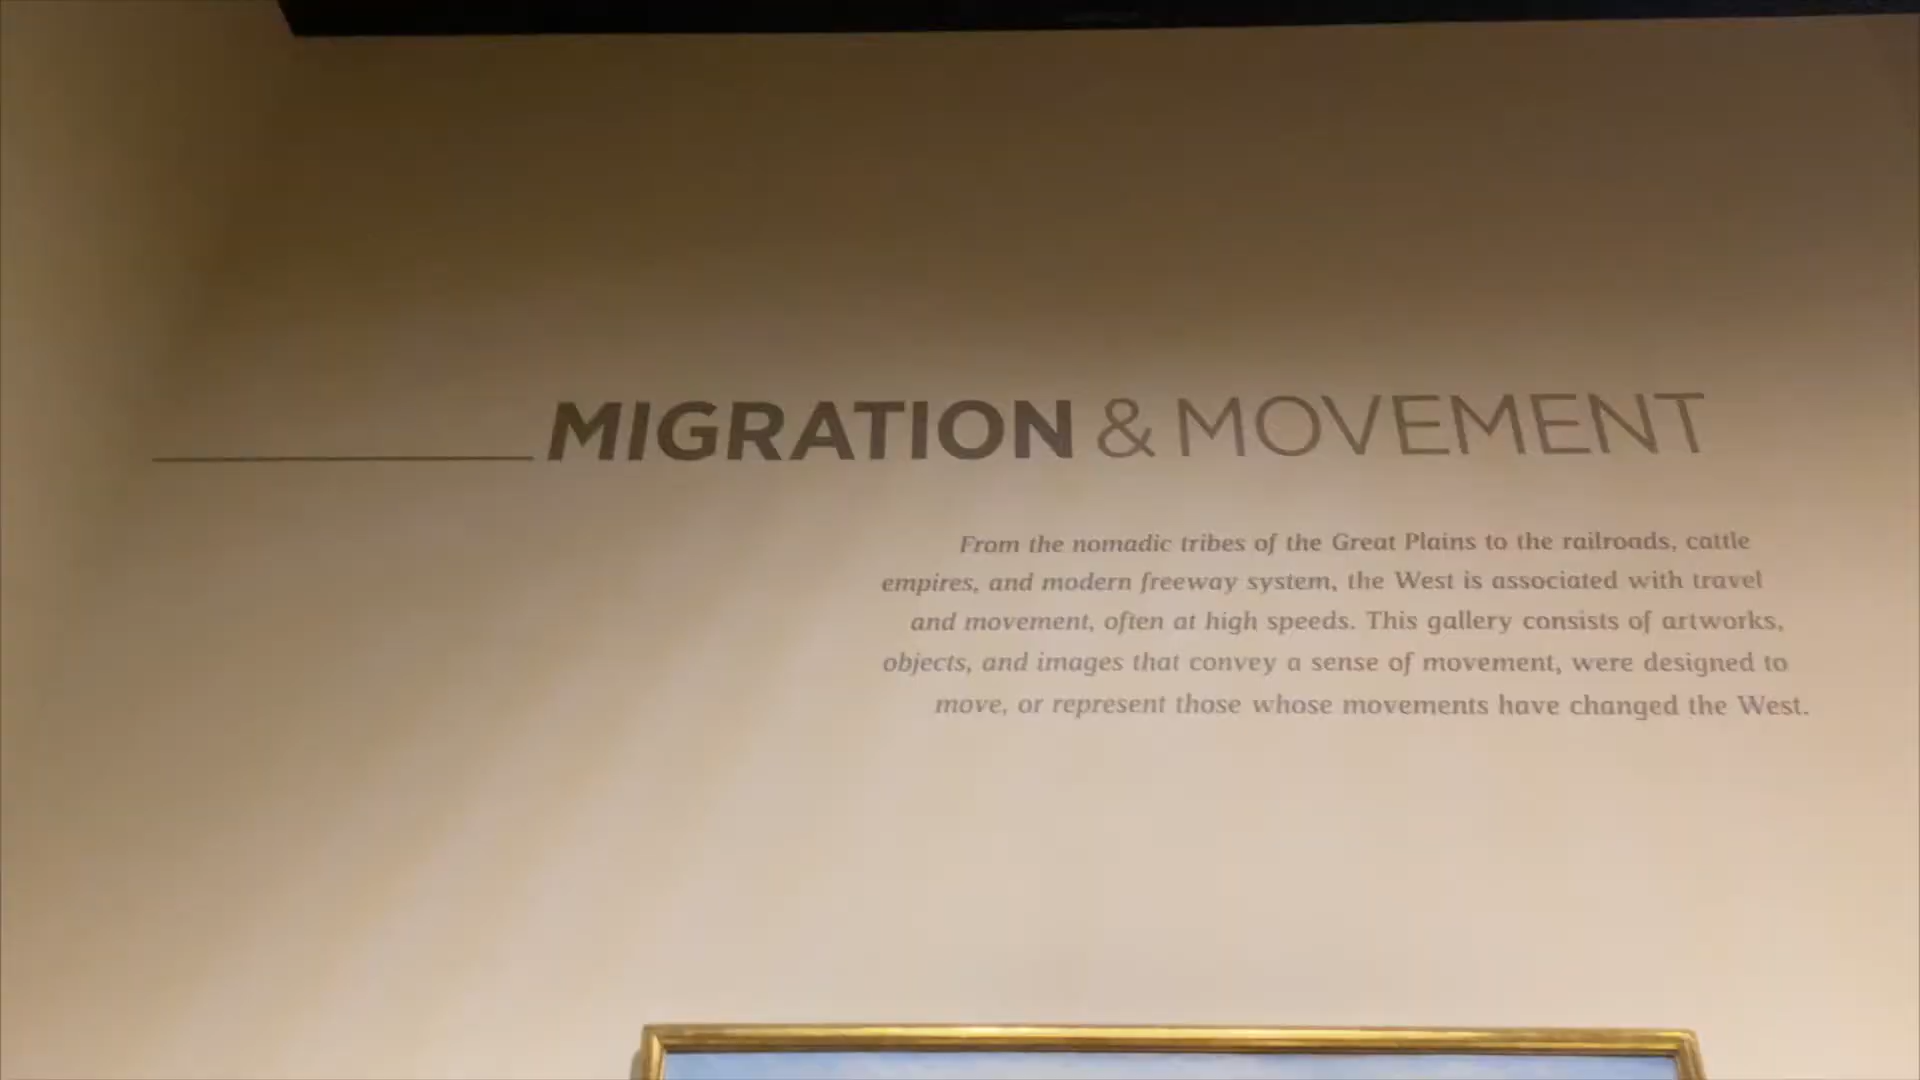 MIGRATION & MOVEMENT
From the nomadic tribes of the Great Plains to the railroads, cattle
empires, and modern freeway system, the West is associated with travel
and movement, often at high speeds. This gallery consists of artworks,
objects, and images that convey a sense of movement, were designed to
move, or represent those whose movements have changed the West.